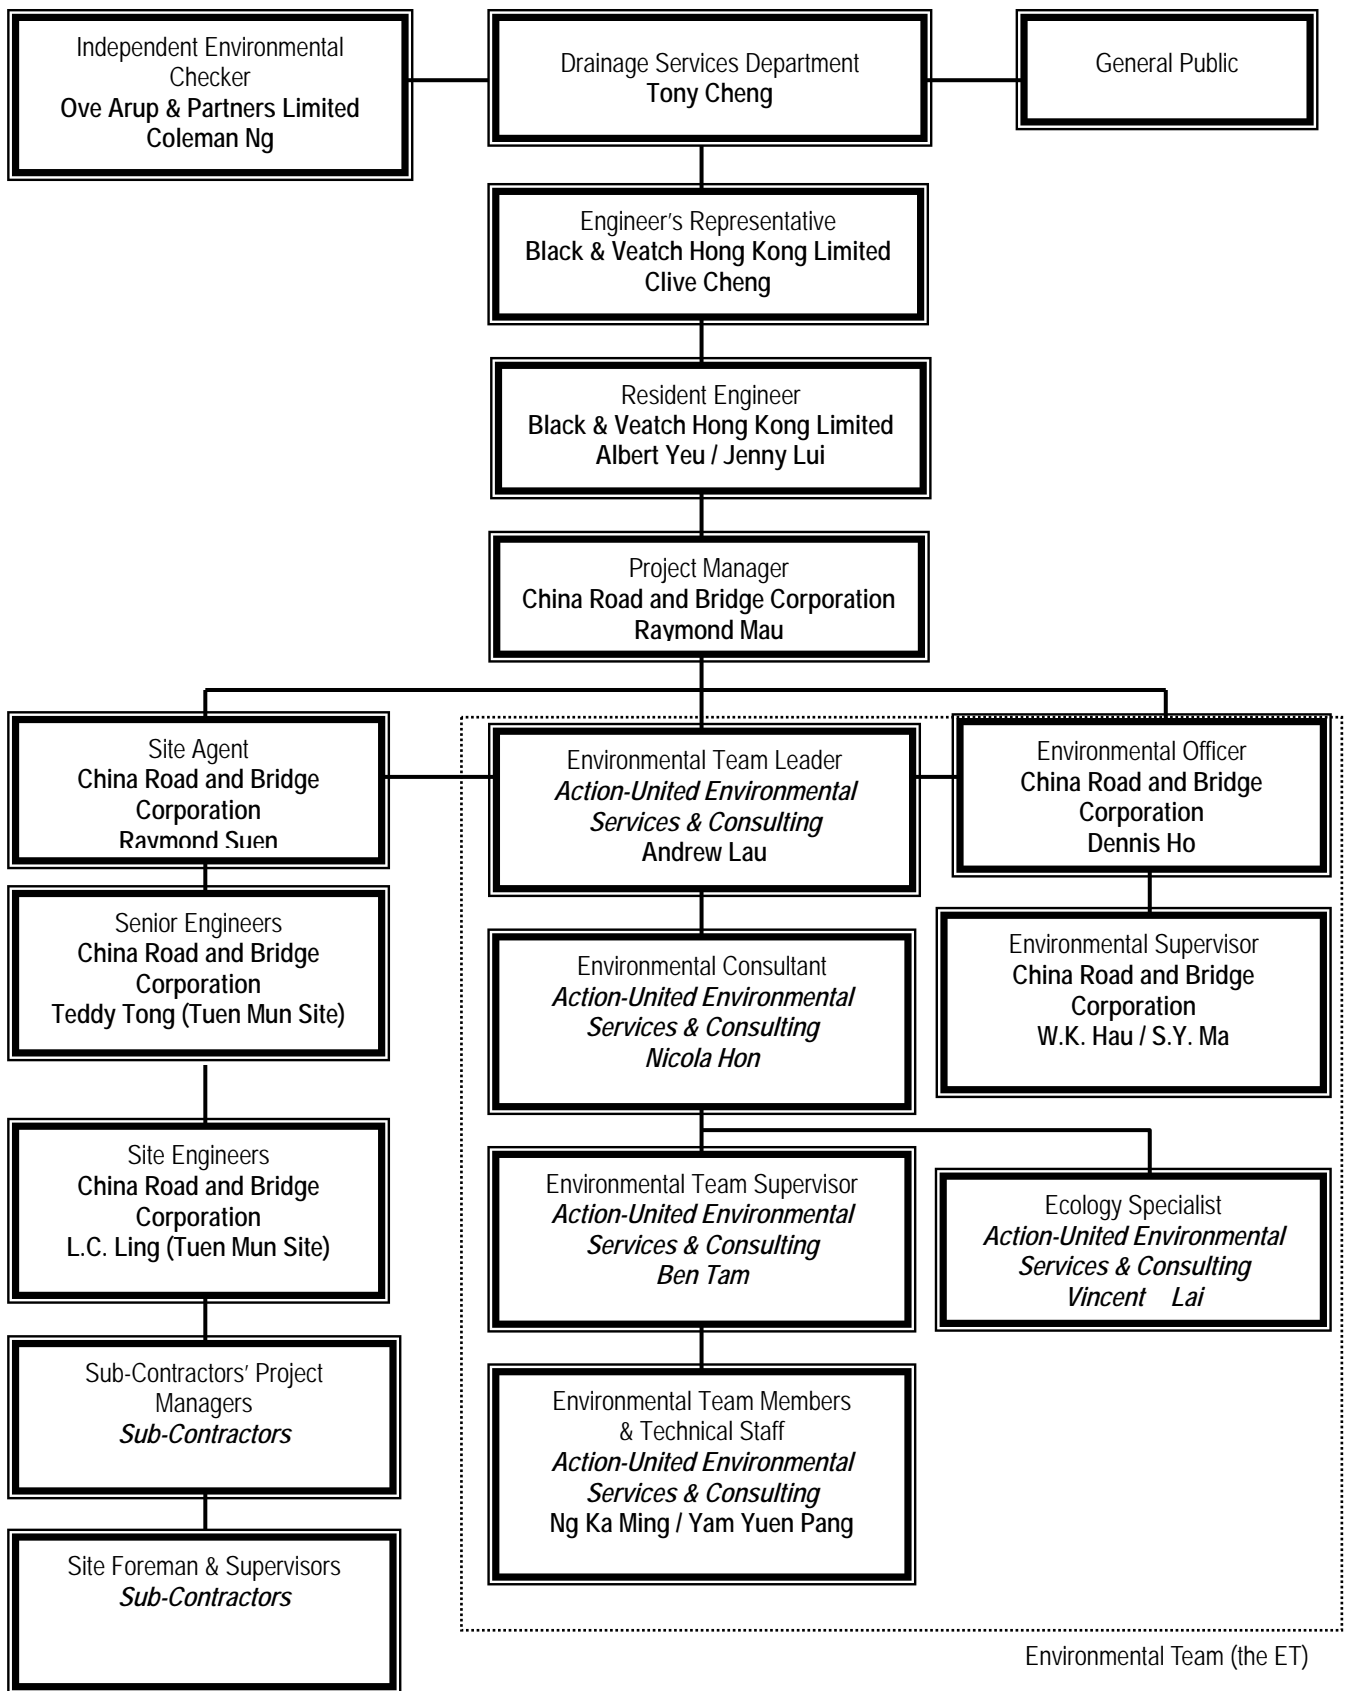 Independent Environmental
Checker
Ove Arup & Partners Limited
Coleman Ng
Drainage Services Department
Tony Cheng
General Public
Engineer's Representative
Black & Veatch Hong Kong Limited
Clive Cheng
Resident Engineer
Black & Veatch Hong Kong Limited
Albert Yeu / Jenny Lui
Project Manager
China Road and Bridge Corporation
Raymond Mau
Site Agent
China Road and Bridge
Corporation
Raymond Suen
Environmental Team Leader
Action-United Environmental
Services & Consulting
Andrew Lau
Environmental Officer
China Road and Bridge
Corporation
Dennis Ho
Senior Engineers
China Road and Bridge
Corporation
Teddy Tong (Tuen Mun Site)
Environmental Consultant
Action-United Environmental
Services & Consulting
Nicola Hon
Environmental Supervisor
China Road and Bridge
Corporation
W.K. Hau / S.Y. Ma
Site Engineers
China Road and Bridge
Corporation
L.C. Ling (Tuen Mun Site)
Environmental Team Supervisor
Action-United Environmental
Services & Consulting
Ben Tam
Ecology Specialist
Action-United Environmental
Services & Consulting
Vincent Lai
Sub-Contractors' Project
Managers
Sub-Contractors
Environmental Team Members
& Technical Staff
Action-United Environmental
Services & Consulting
Ng Ka Ming / Yam Yuen Pang
Site Foreman & Supervisors
Sub-Contractors
Environmental Team (the ET)